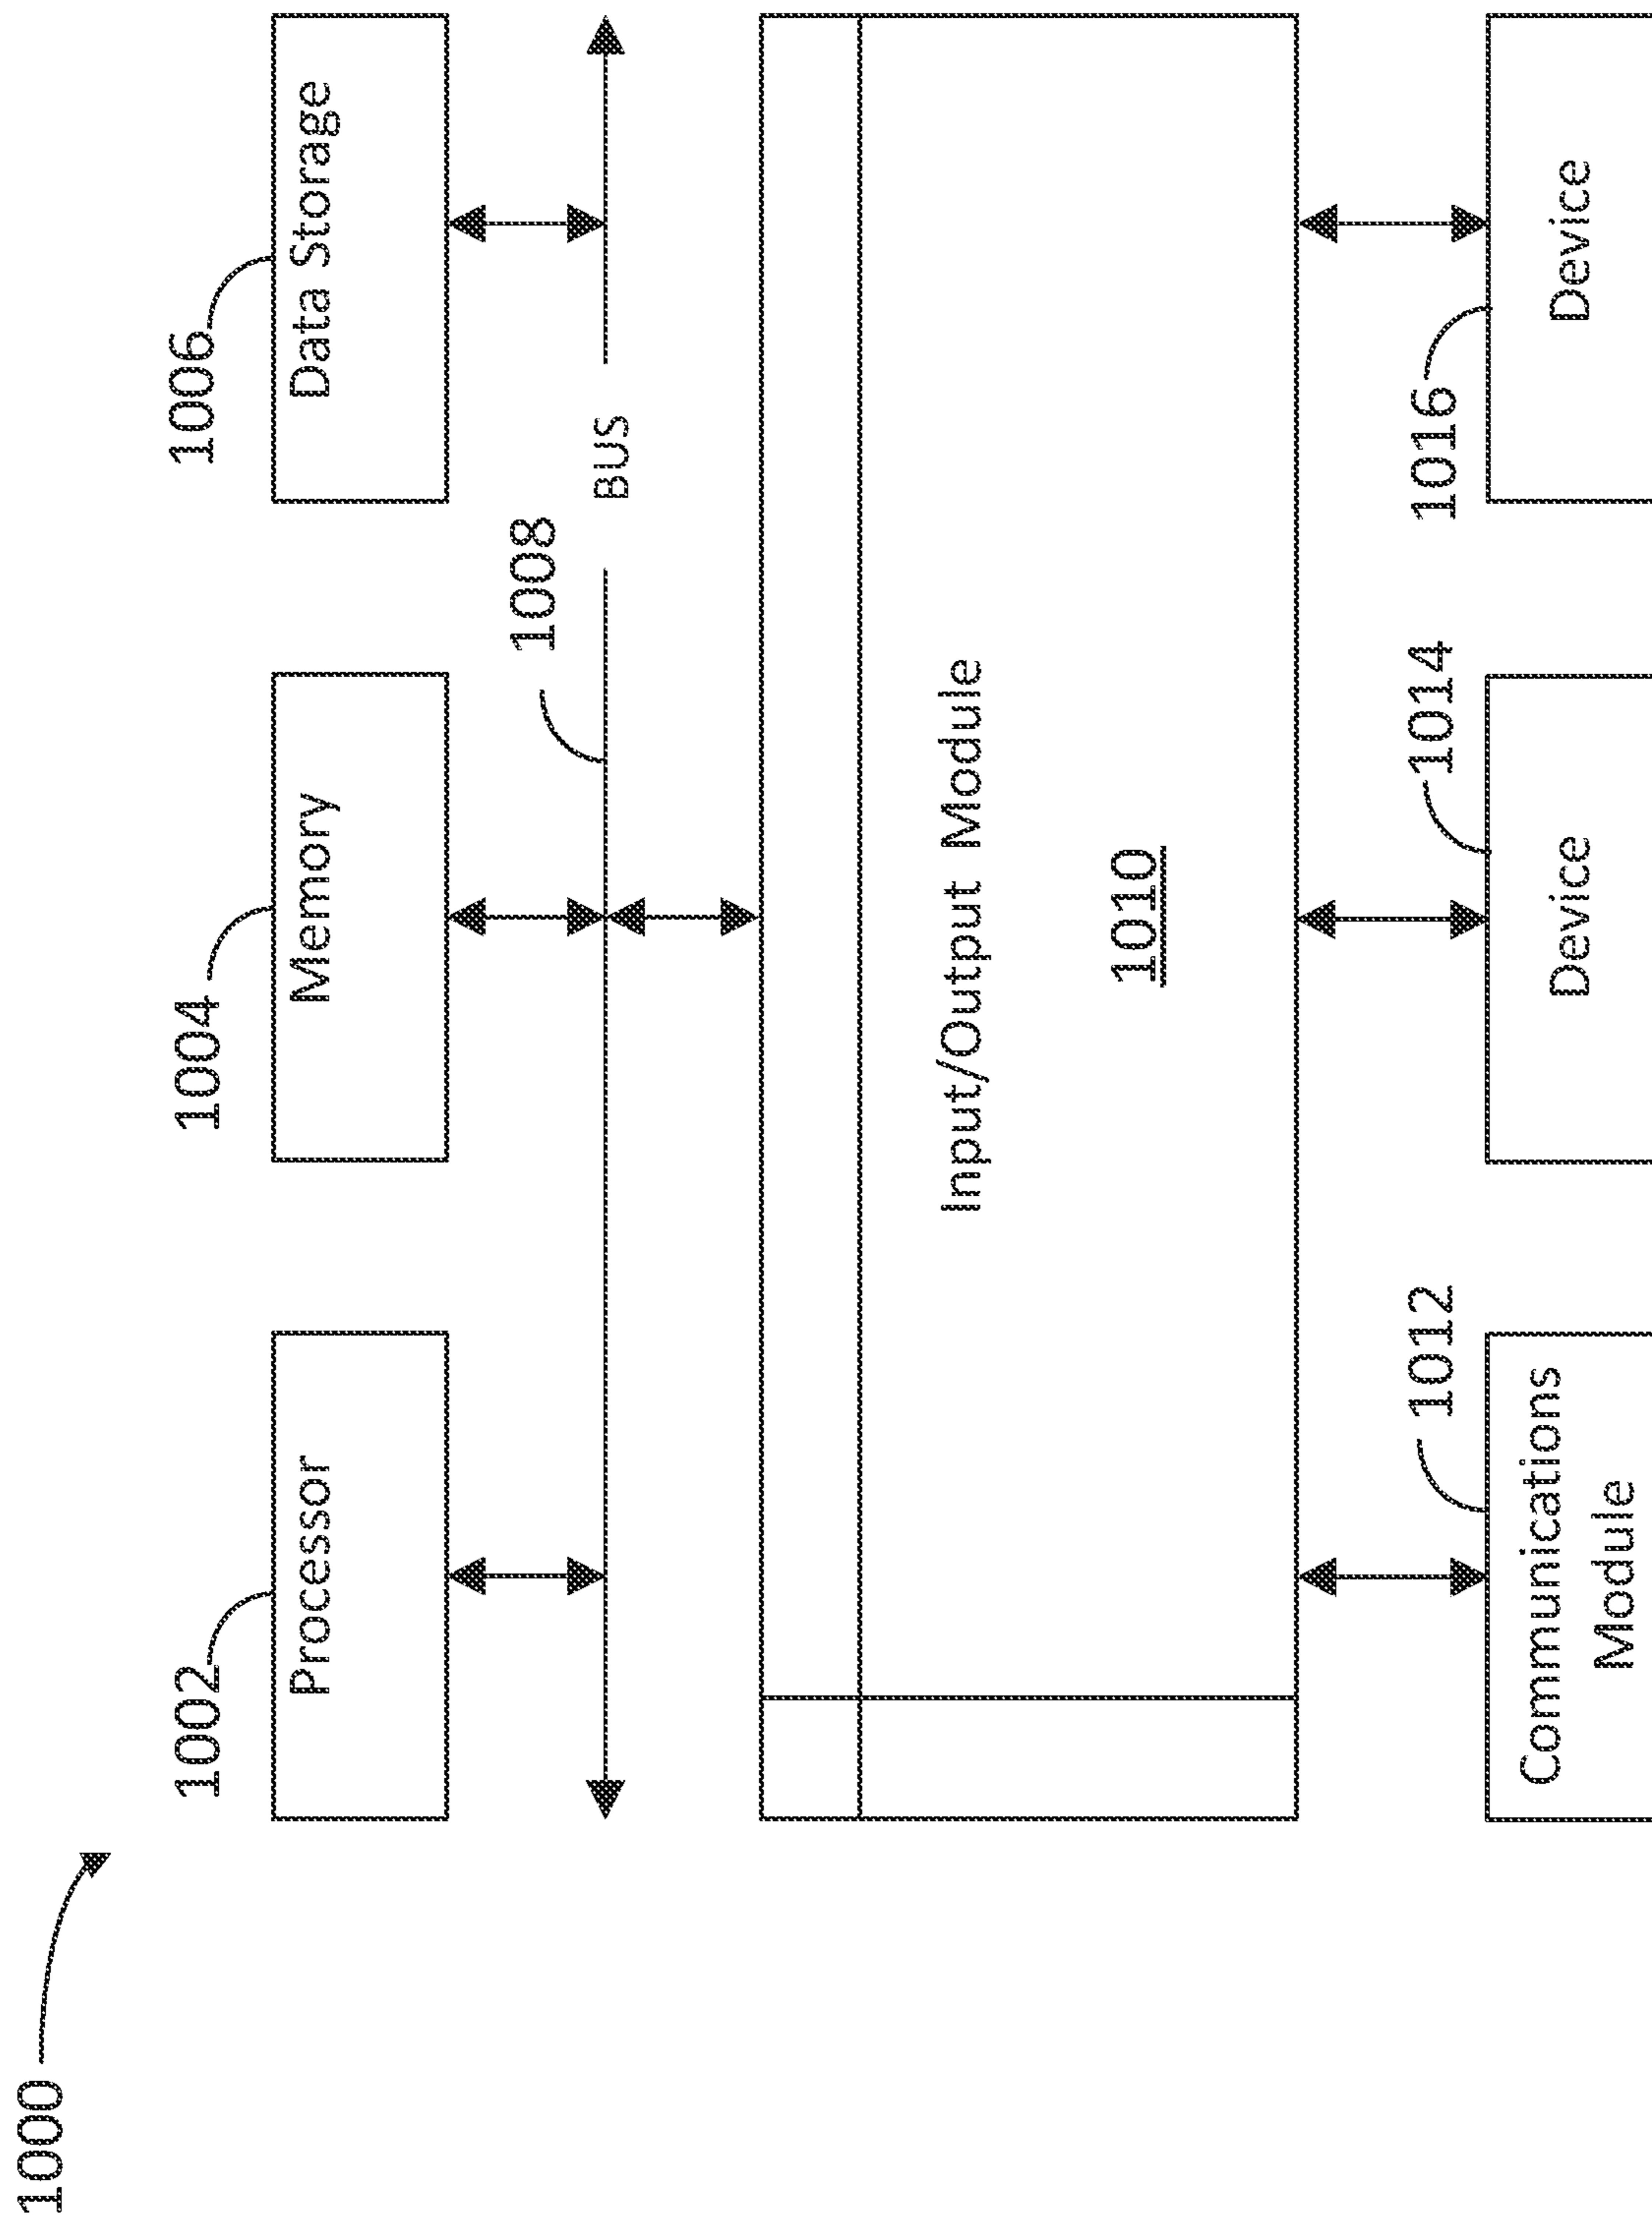 1000
1002
1004
1006
Processor
Memory
Data Storage
1008
BUS
Input/Output Module
1010
1012
1014
1016
Communications
Module
Device
Device